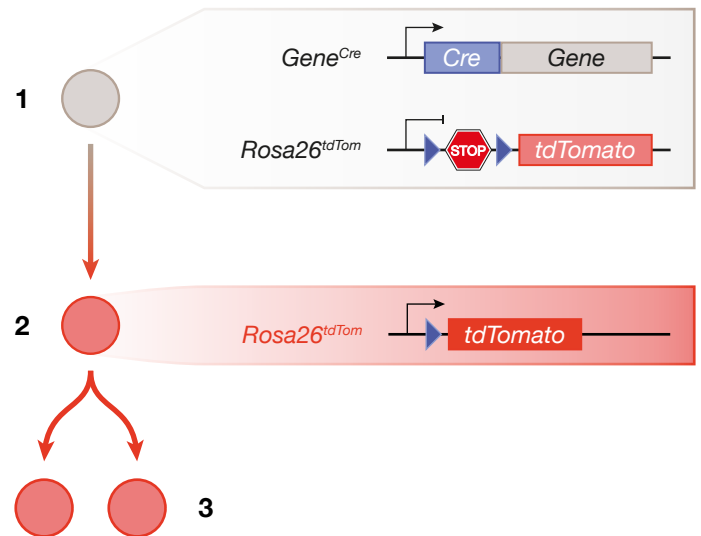 1
Gene^Cre
Cre Gene
Rosa26^tdTom
STOP tdTomato
2
Rosa26^tdTom
tdTomato
3